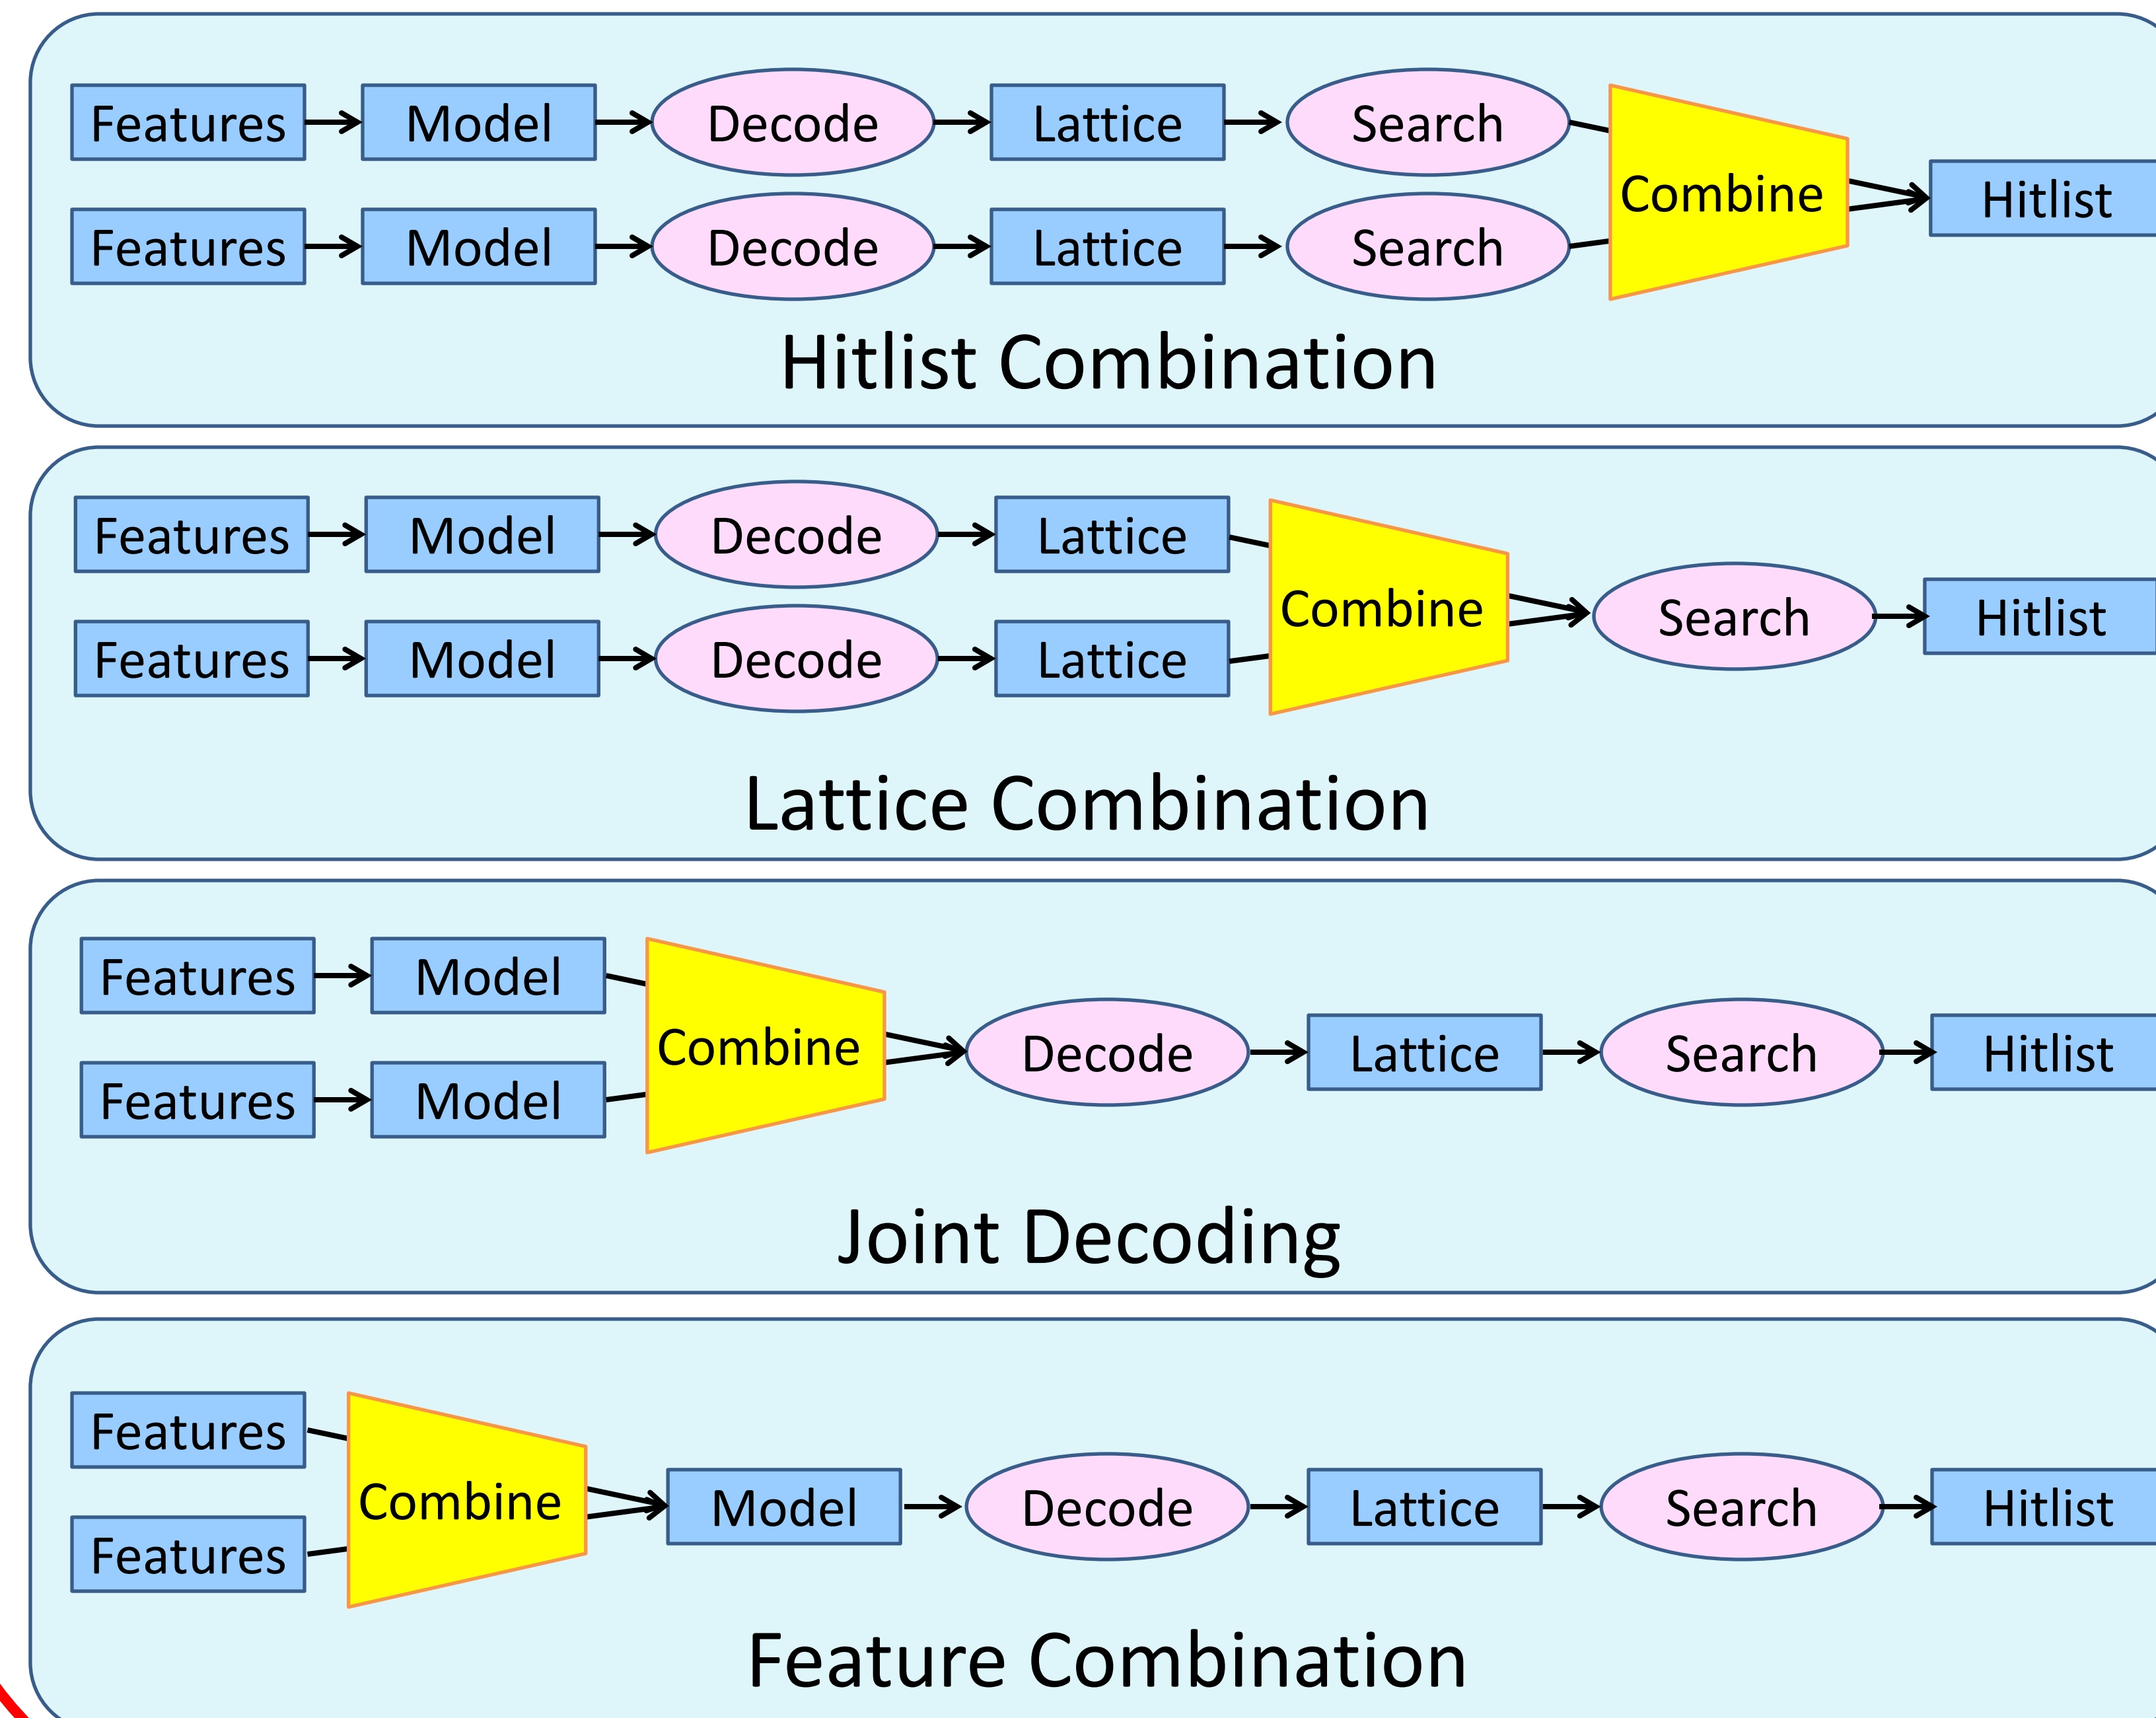 Features Model Decode Lattice Search
Combine Hitlist
Features Model Decode Lattice Search
Hitlist Combination
Features Model Decode Lattice
Combine Search Hitlist
Features Model Decode Lattice
Lattice Combination
Features Model
Combine Decode Lattice Search Hitlist
Features Model
Joint Decoding
Features
Combine Model Decode Lattice Search Hitlist
Features
Feature Combination